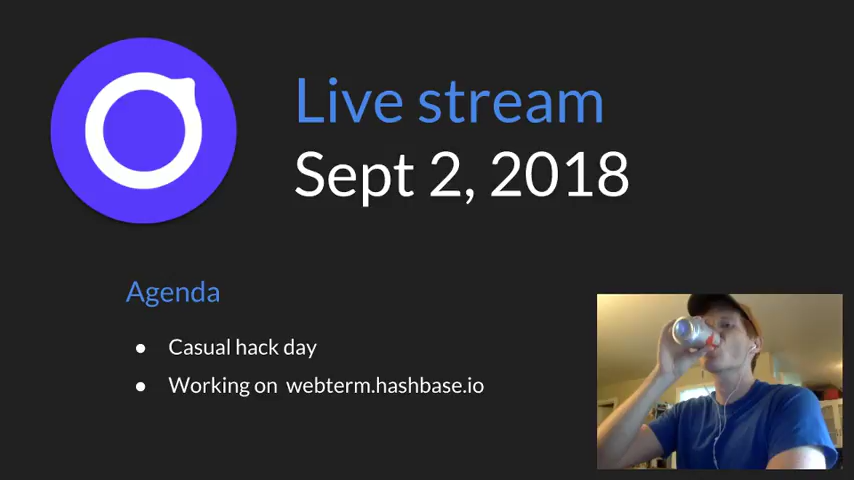 Live stream
Sept 2, 2018
Agenda
● Casual hack day
● Working on webterm.hashbase.io